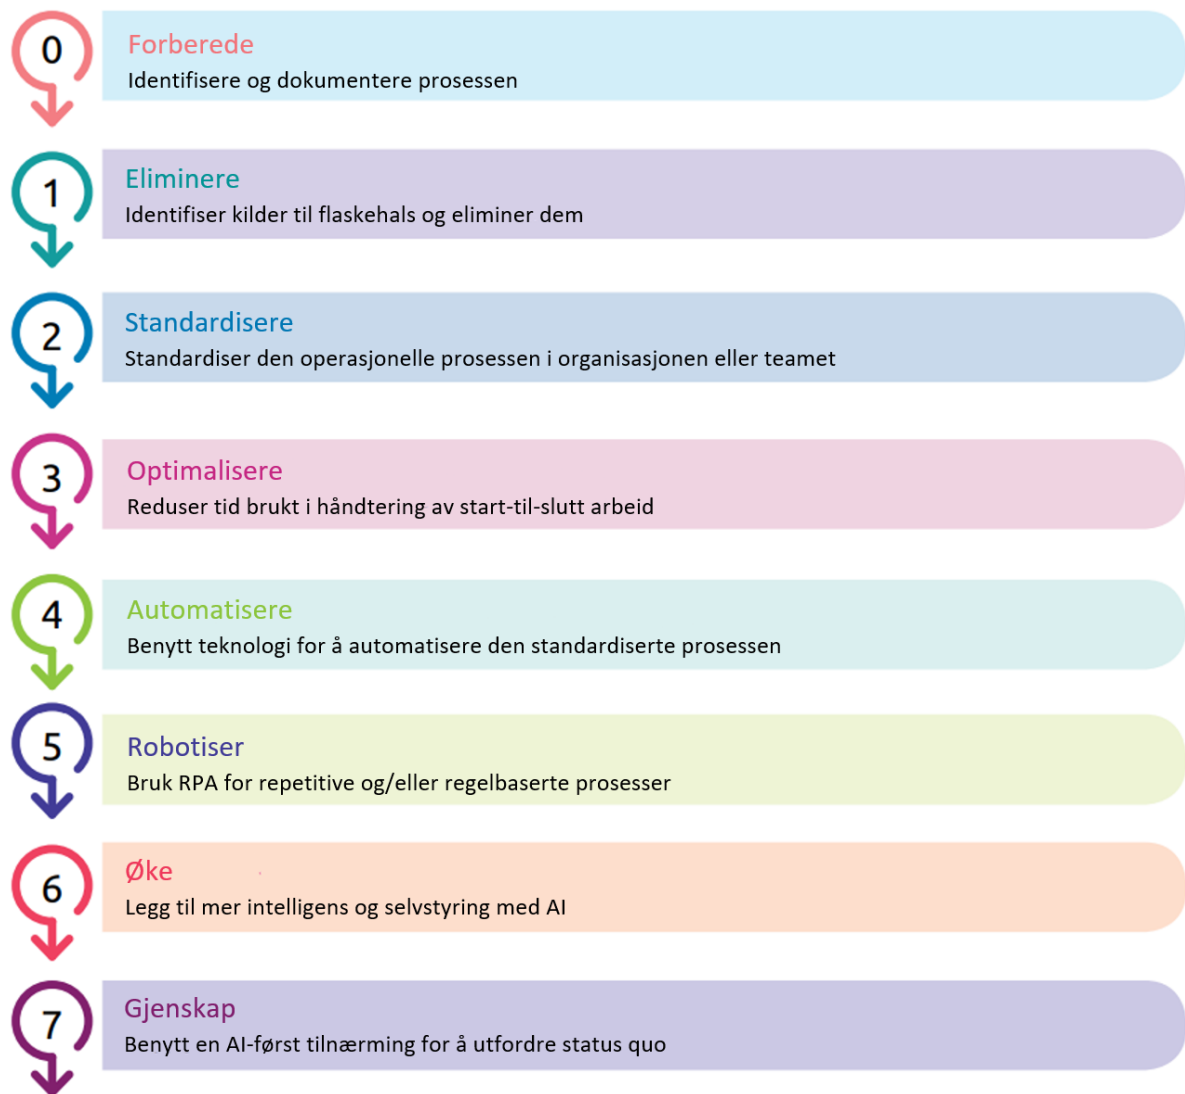 0
Forberede
Identifisere og dokumentere prosessen
1
Eliminere
Identifiser kilder til flaskehals og eliminer dem
2
Standardisere
Standardiser den operasjonelle prosessen i organisasjonen eller teamet
3
Optimalisere
Reduser tid brukt i håndtering av start-til-slutt arbeid
4
Automatisere
Benytt teknologi for å automatisere den standardiserte prosessen
5
Robotiser
Bruk RPA for repetitive og/eller regelbaserte prosesser
6
Øke
Legg til mer intelligens og selvstyring med AI
7
Gjenskap
Benytt en AI-først tilnærming for å utfordre status quo